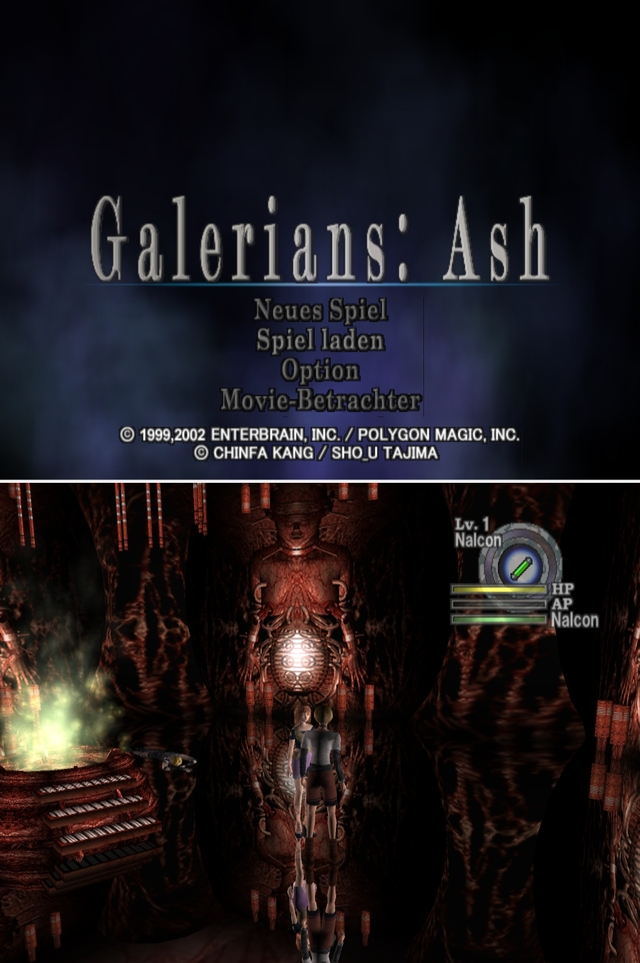 Galerians: Ash
Neues Spiel
Spiel laden
Option
Movie-Betrachter
© 1999,2002 ENTERBRAIN, INC. / POLYGON MAGIC, INC.
© CHINFA KANG / SHO_U TAJIMA
Lv. 1
Nalcon
HP
AP
Nalcon